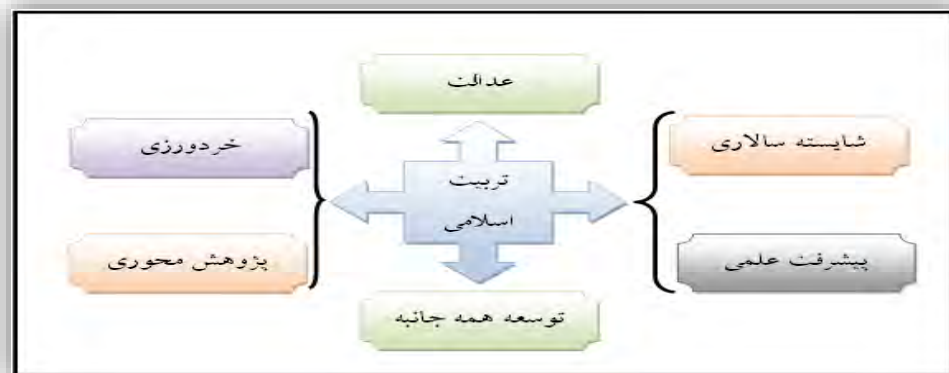 عدالت
شایسته سالاری
خردورزی
تربیت
اسلامی
پیشرفت علمی
پژوهش محوری
توسعه همه جانبه